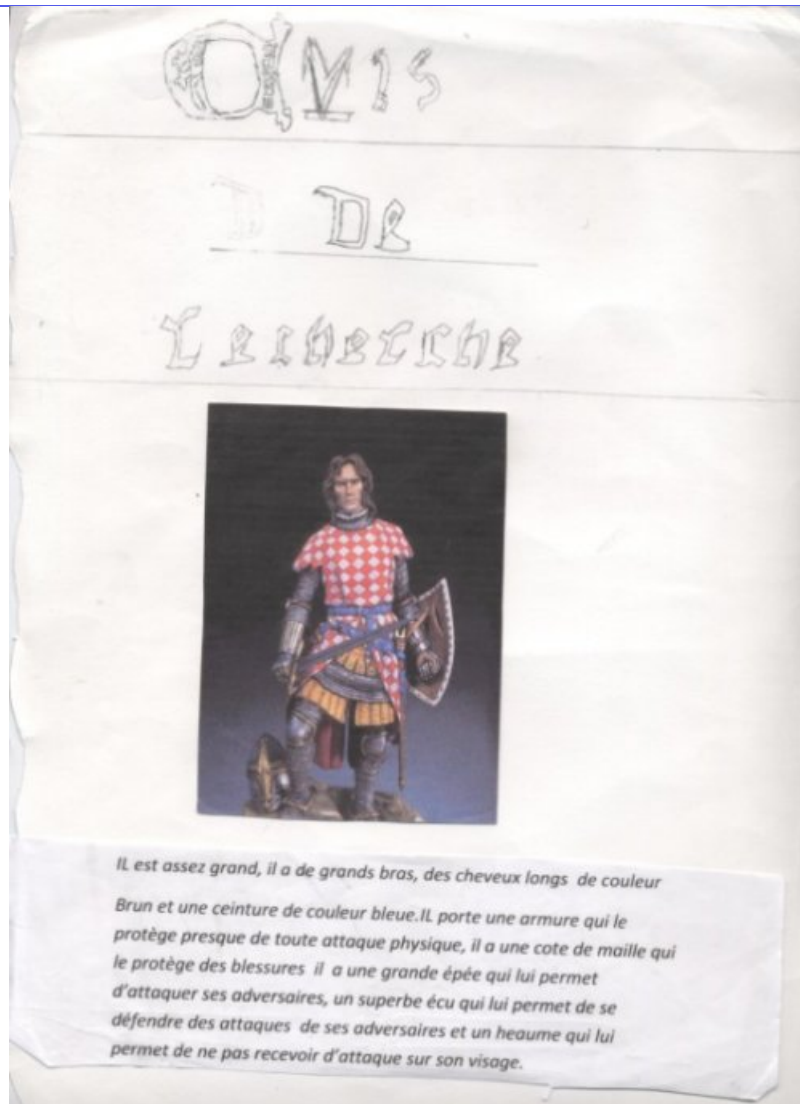 Avis
D De
Recherche
IL est assez grand, il a de grands bras, des cheveux longs de couleur
Brun et une ceinture de couleur bleue.IL porte une armure qui le
protège presque de toute attaque physique, il a une cote de maille qui
le protège des blessures il a une grande épée qui lui permet
d'attaquer ses adversaires, un superbe écu qui lui permet de se
défendre des attaques de ses adversaires et un heaume qui lui
permet de ne pas recevoir d'attaque sur son visage.